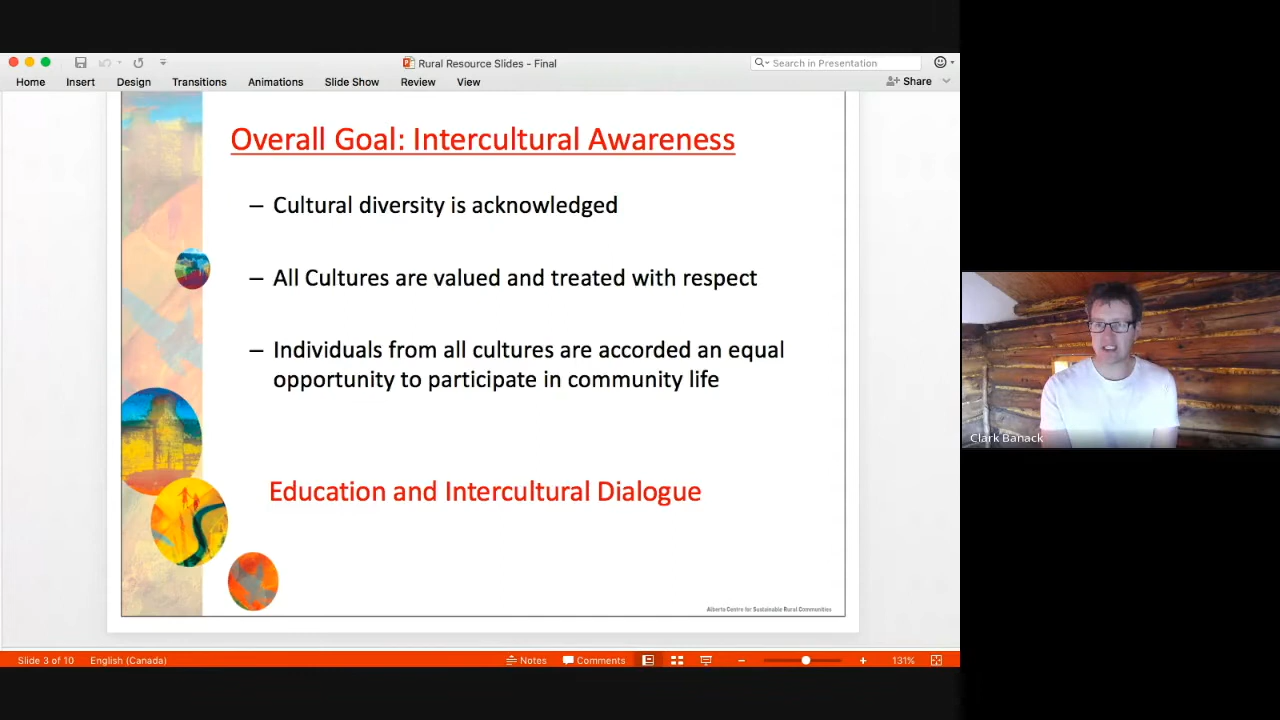 Rural Resource Slides - Final
Search in Presentation
Home Insert Design Transitions Animations Slide Show Review View
Share
Overall Goal: Intercultural Awareness
– Cultural diversity is acknowledged
– All Cultures are valued and treated with respect
– Individuals from all cultures are accorded an equal
opportunity to participate in community life
Education and Intercultural Dialogue
Alberta Centre for Sustainable Rural Communities
Clark Banack
Slide 3 of 10 English (Canada) Notes Comments 131%